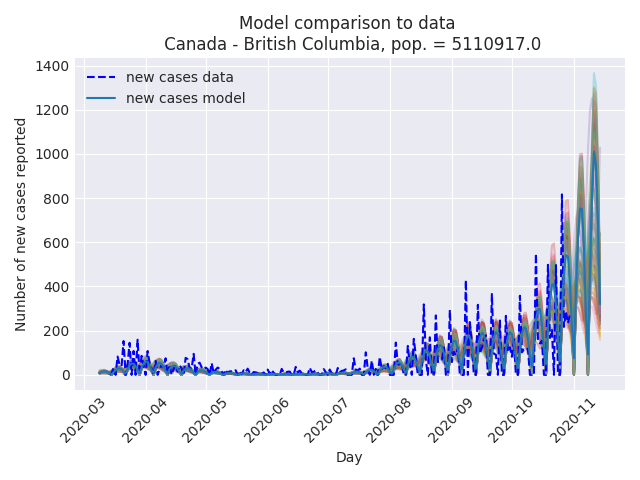 Model comparison to data
Canada - British Columbia, pop. = 5110917.0
new cases data
new cases model
Number of new cases reported
1400
1200
1000
800
600
400
200
0
2020-03
2020-04
2020-05
2020-06
2020-07
2020-08
2020-09
2020-10
2020-11
Day